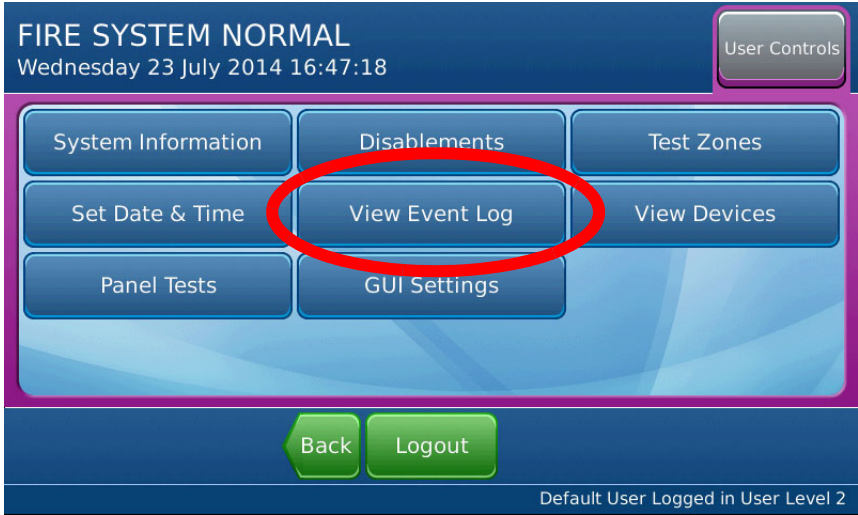 FIRE SYSTEM NORMAL
Wednesday 23 July 2014 16:47:18
User Controls
System Information
Disablements
Test Zones
Set Date & Time
View Event Log
View Devices
Panel Tests
GUI Settings
Back
Logout
Default User Logged in User Level 2